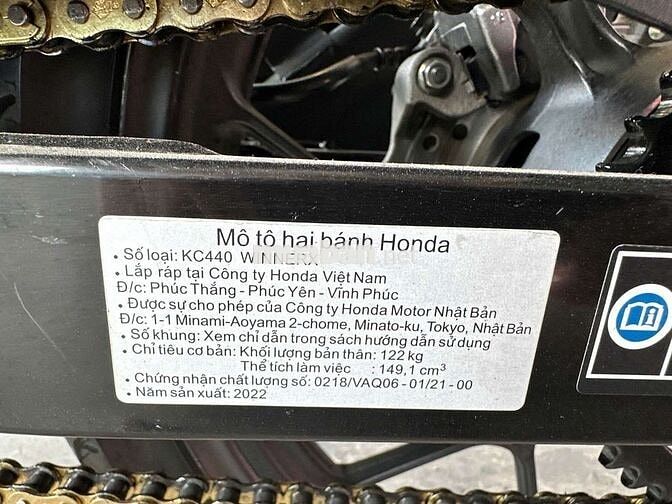 Mô tô hai bánh Honda
• Số loại: KC440 WINNERX
• Lắp ráp tại Công ty Honda Việt Nam
Đ/c: Phúc Thắng - Phúc Yên - Vĩnh Phúc
• Được sự cho phép của Công ty Honda Motor Nhật Bản
Đ/c: 1-1 Minami-Aoyama 2-chome, Minato-ku, Tokyo, Nhật Bản
• Số khung: Xem chỉ dẫn trong sách hướng dẫn sử dụng
• Chỉ tiêu cơ bản: Khối lượng bản thân: 122 kg
Thể tích làm việc : 149,1 cm³
• Chứng nhận chất lượng số: 0218/VAQ06 - 01/21 - 00
• Năm sản xuất: 2022